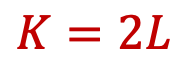 K = 2L